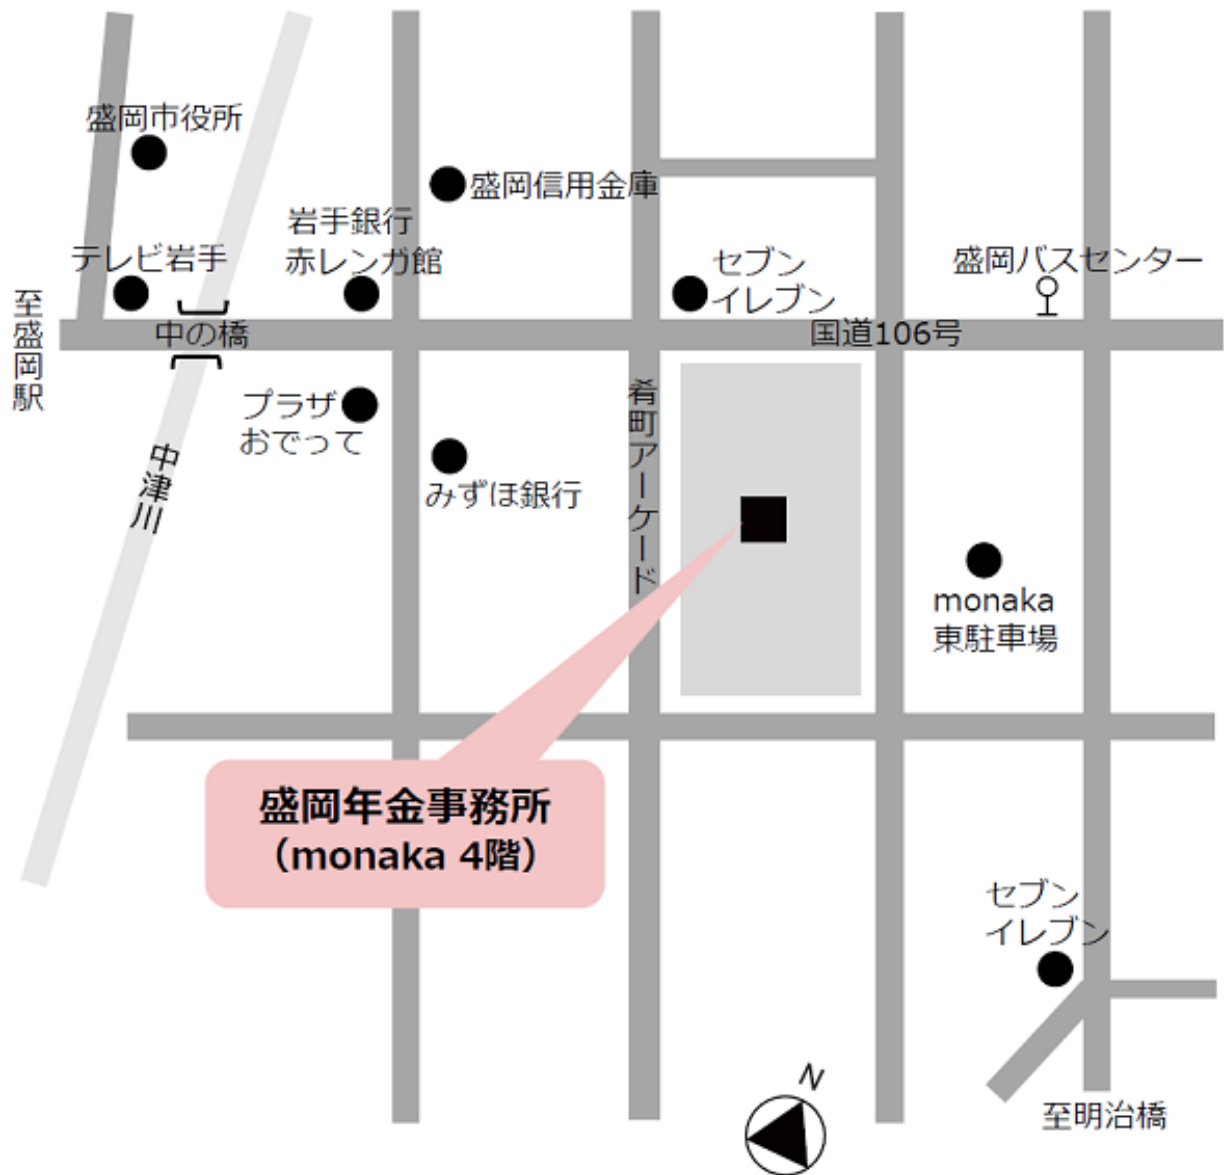 盛岡市役所
盛岡信用金庫
岩手銀行
赤レンガ館
テレビ岩手
セブン
イレブン
盛岡バスセンター
至盛岡駅
中の橋
国道106号
プラザ
おでって
肴町アーケード
中津川
みずほ銀行
monaka
東駐車場
盛岡年金事務所
（monaka 4階）
セブン
イレブン
N
至明治橋